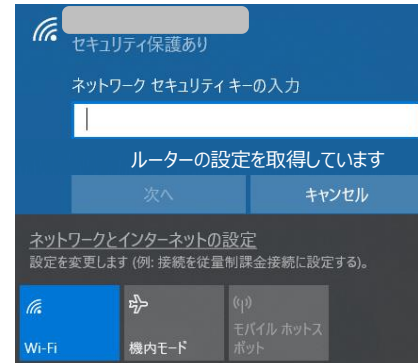 セキュリティ保護あり
ネットワーク セキュリティ キーの入力
ルーターの設定を取得しています
次へ
キャンセル
ネットワークとインターネットの設定
設定を変更します (例: 接続を従量制課金接続に設定する)。
Wi-Fi
機内モード
モバイル ホットス
ポット